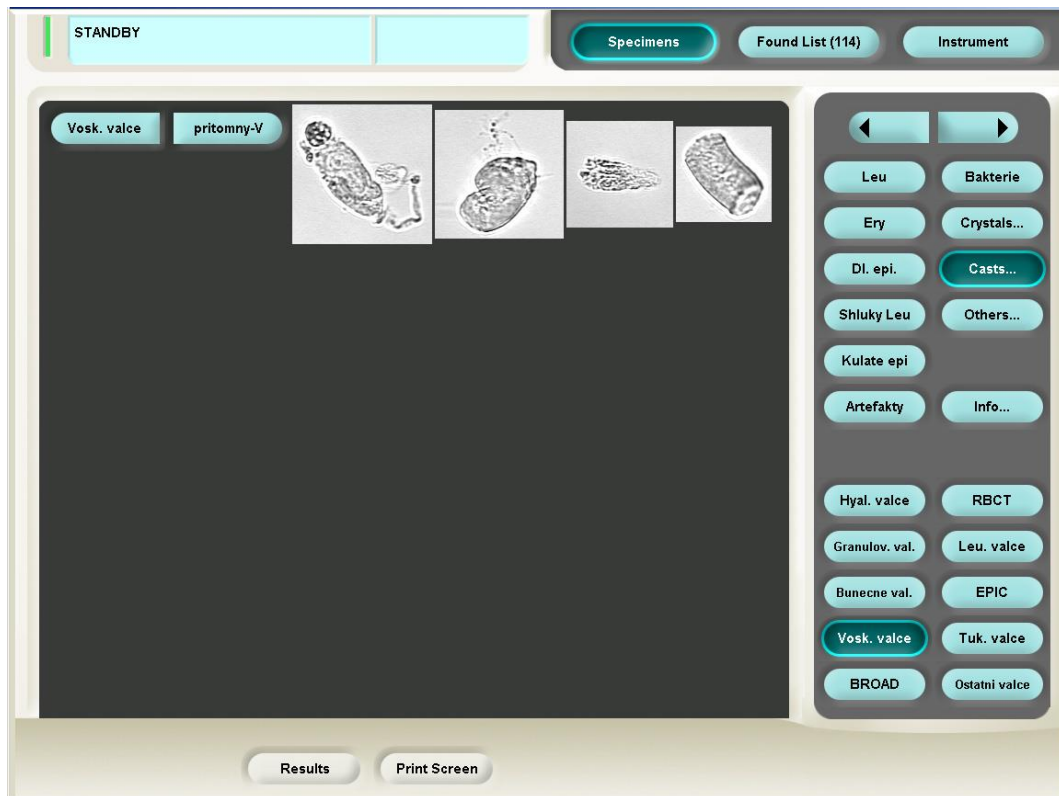 STANDBY
Specimens
Found List (114)
Instrument
Vosk. valce
pritomny-V
Leu
Bakterie
Ery
Crystals...
Dl. epi.
Casts...
Shluky Leu
Others...
Kulate epi
Artefakty
Info...
Hyal. valce
RBCT
Granulov. val.
Leu. valce
Bunecne val.
EPIC
Vosk. valce
Tuk. valce
BROAD
Ostatni valce
Results
Print Screen